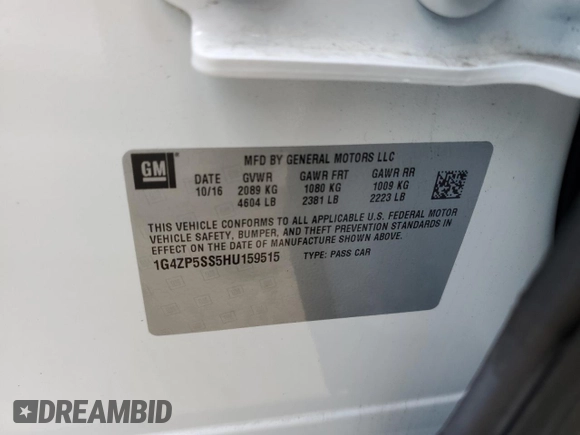 GM
MFD BY GENERAL MOTORS LLC
DATE GVWR GAWR FRT GAWR RR
10/16 2089 KG 1080 KG 1009 KG
4604 LB 2381 LB 2223 LB
THIS VEHICLE CONFORMS TO ALL APPLICABLE U.S. FEDERAL MOTOR
VEHICLE SAFETY, BUMPER, AND THEFT PREVENTION STANDARDS IN
EFFECT ON THE DATE OF MANUFACTURE SHOWN ABOVE.
1G4ZP5SS5HU159515 TYPE: PASS CAR
DREAMBID